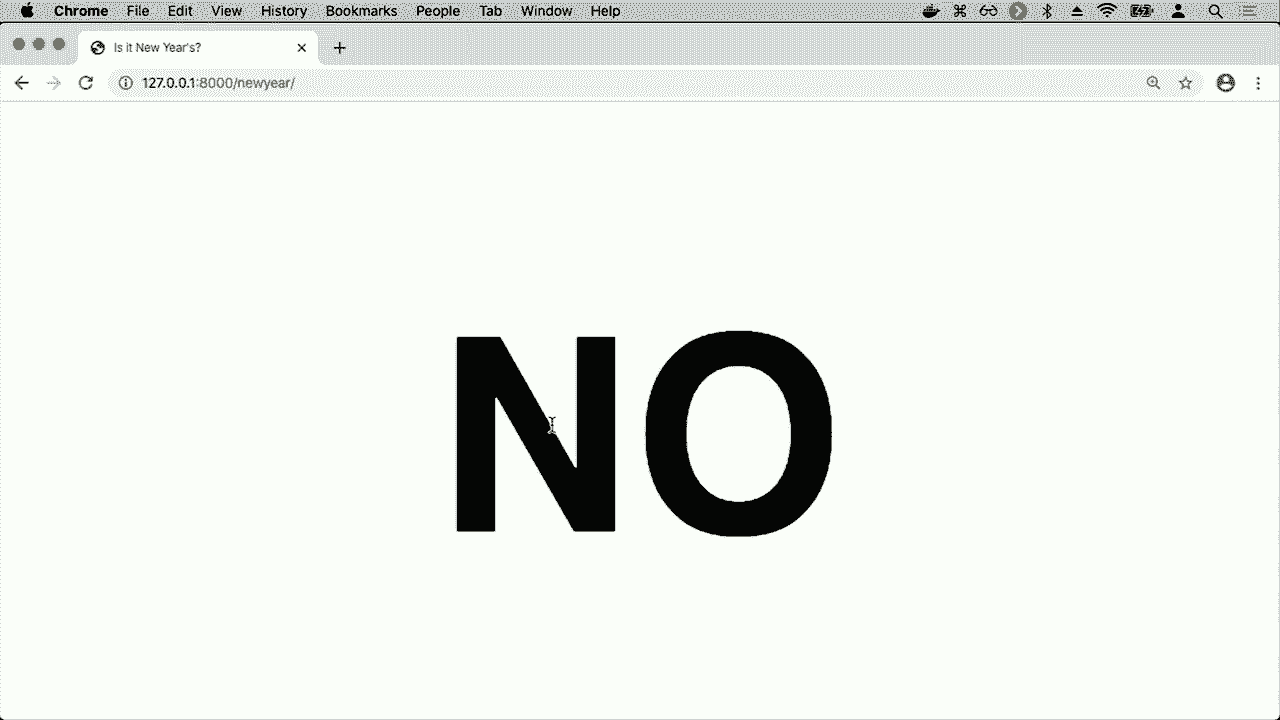 Chrome File Edit View History Bookmarks People Tab Window Help
Is it New Year's?
127.0.0.1:8000/newyear/
NO